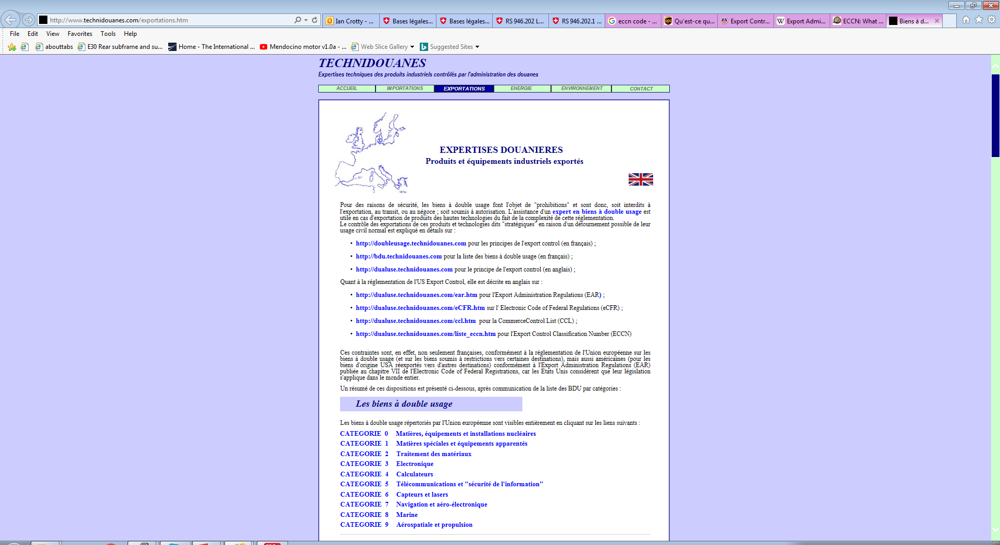 http://www.technidouanes.com/exportations.htm
Ian Crotty - ...
Bases légales...
Bases légales...
RS 946.202 L...
RS 946.202.1 ...
eccn code - ...
Qu'est-ce qu...
Export Contr...
Export Admi...
ECCN: What ...
Biens à d...
File Edit View Favorites Tools Help
abouttabs
E30 Rear subframe and su...
Home - The International ...
Mendocino motor v1.0a - ...
Web Slice Gallery
Suggested Sites
TECHNIDOUANES
Expertises techniques des produits industriels contrôlés par l'administration des douanes
ACCUEIL IMPORTATIONS EXPORTATIONS ENERGIE ENVIRONNEMENT CONTACT
EXPERTISES DOUANIERES
Produits et équipements industriels exportés
Pour des raisons de sécurité, les biens à double usage font l'objet de "prohibitions" et sont donc, soit interdits à
l'exportation, au transit, ou au négoce ; soit soumis à autorisation. L'assistance d'un expert en biens à double usage est
utile en cas d'exportation de produits des hautes technologies du fait de la complexité de cette réglementation.
Le contrôle des exportations de ces produits et technologies dits "stratégiques" en raison d'un détournement possible de leur
usage civil normal est expliqué en détails sur :
• http://doubleusage.technidouanes.com pour les principes de l'export control (en français) ;
• http://bdu.technidouanes.com pour la liste des biens à double usage (en français) ;
• http://dualuse.technidouanes.com pour le principe de l'export control (en anglais) ;
Quant à la réglementation de l'US Export Control, elle est décrite en anglais sur :
• http://dualuse.technidouanes.com/ear.htm pour l'Export Administration Regulations (EAR) ;
• http://dualuse.technidouanes.com/eCFR.htm sur l' Electronic Code of Federal Regulations (eCFR) ;
• http://dualuse.technidouanes.com/ccl.htm pour la CommerceControl List (CCL) ;
• http://dualuse.technidouanes.com/liste_eccn.htm pour l'Export Control Classification Number (ECCN)
Ces contraintes sont, en effet, non seulement françaises, conformément à la réglementation de l'Union européenne sur les
biens à double usage (et sur les biens soumis à restrictions vers certaines destinations), mais aussi américaines (pour les
biens d'origine USA réexportés vers d'autres destinations) conformément à l'Export Administration Regulations (EAR)
publiée au chapitre VII de l'Electronic Code of Federal Registrations, car les Etats Unis considèrent que leur législation
s'applique dans le monde entier.
Un résumé de ces dispositions est présenté ci-dessous, après communication de la liste des BDU par catégories :
Les biens à double usage
Les biens à double usage répertoriés par l'Union européenne sont visibles entièrement en cliquant sur les liens suivants :
CATEGORIE 0 Matières, équipements et installations nucléaires
CATEGORIE 1 Matières spéciales et équipements apparentés
CATEGORIE 2 Traitement des matériaux
CATEGORIE 3 Electronique
CATEGORIE 4 Calculateurs
CATEGORIE 5 Télécommunications et "sécurité de l'information"
CATEGORIE 6 Capteurs et lasers
CATEGORIE 7 Navigation et aéro-électronique
CATEGORIE 8 Marine
CATEGORIE 9 Aérospatiale et propulsion